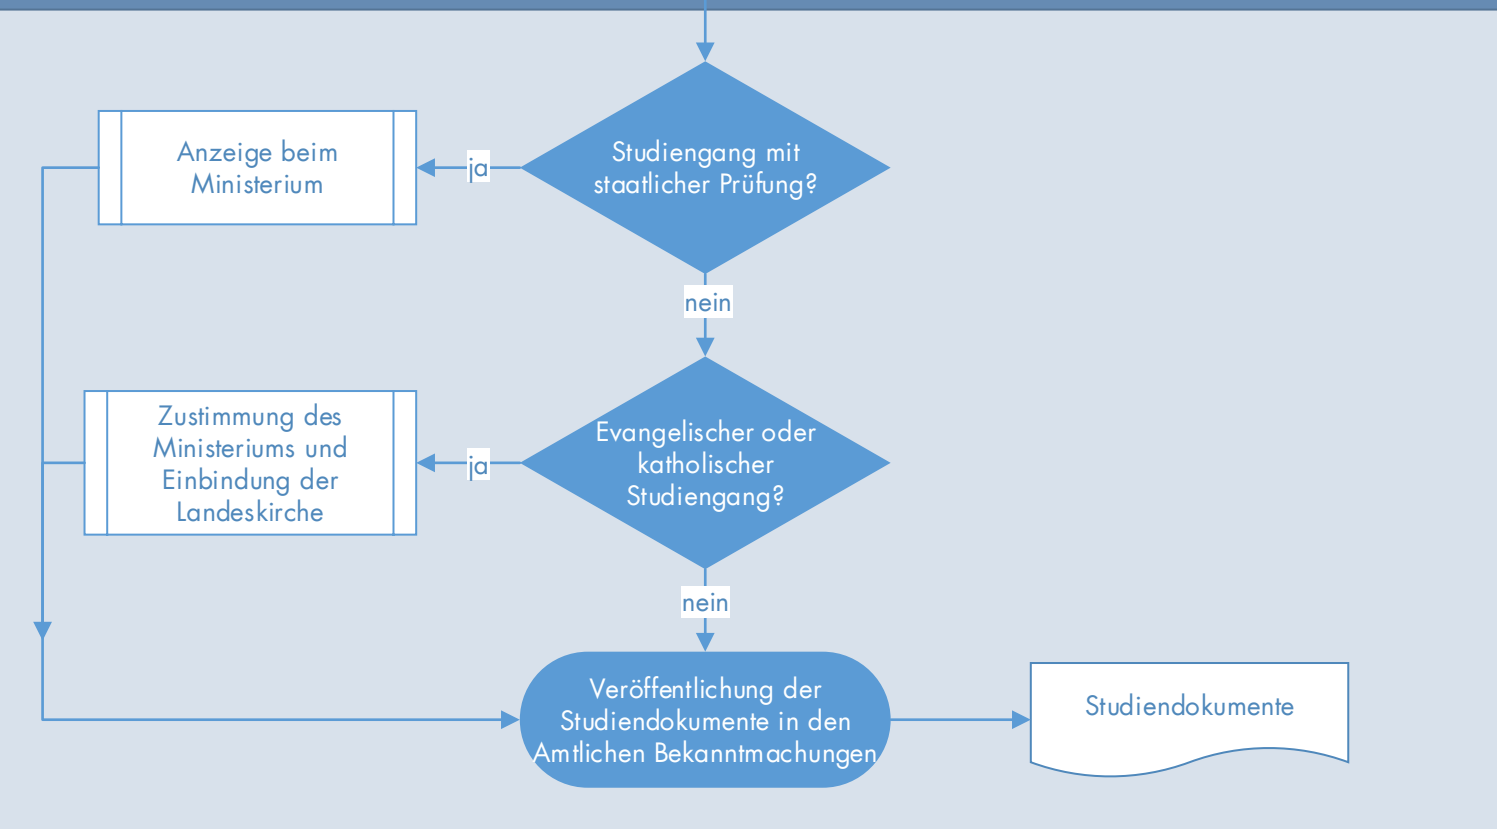 Studiengang mit
staatlicher Prüfung?
ja
Anzeige beim
Ministerium
nein
Evangelischer oder
katholischer
Studiengang?
ja
Zustimmung des
Ministeriums und
Einbindung der
Landeskirche
nein
Veröffentlichung der
Studiendokumente in den
Amtlichen Bekanntmachungen
Studiendokumente